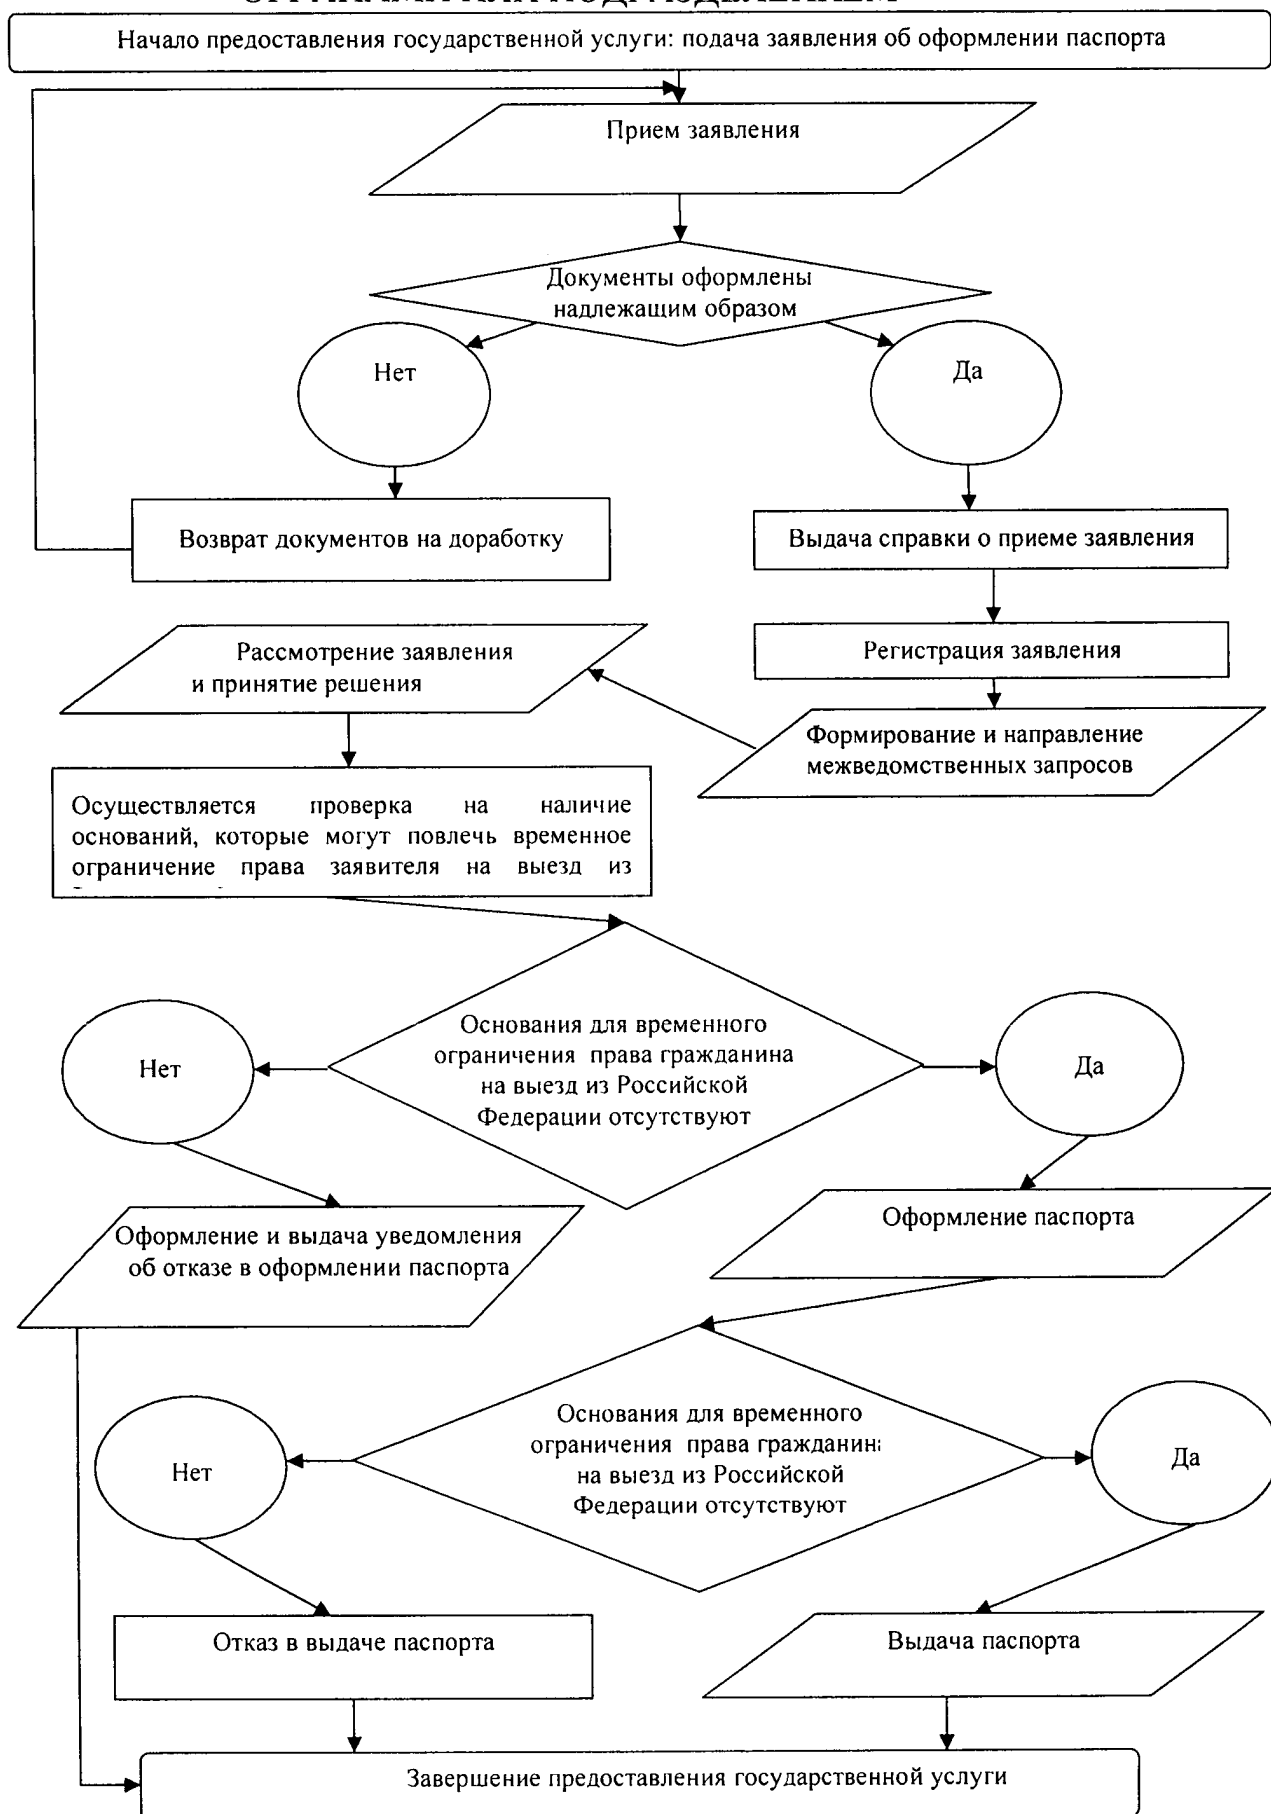 Начало предоставления государственной услуги: подача заявления об оформлении паспорта
Прием заявления
Документы оформлены
надлежащим образом
Нет
Да
Возврат документов на доработку
Выдача справки о приеме заявления
Регистрация заявления
Формирование и направление
межведомственных запросов
Рассмотрение заявления
и принятие решения
Осуществляется проверка на наличие
оснований, которые могут повлечь временное
ограничение права заявителя на выезд из
Основания для временного
ограничения права гражданина
на выезд из Российской
Федерации отсутствуют
Нет
Да
Оформление и выдача уведомления
об отказе в оформлении паспорта
Оформление паспорта
Основания для временного
ограничения права гражданин
на выезд из Российской
Федерации отсутствуют
Нет
Да
Отказ в выдаче паспорта
Выдача паспорта
Завершение предоставления государственной услуги